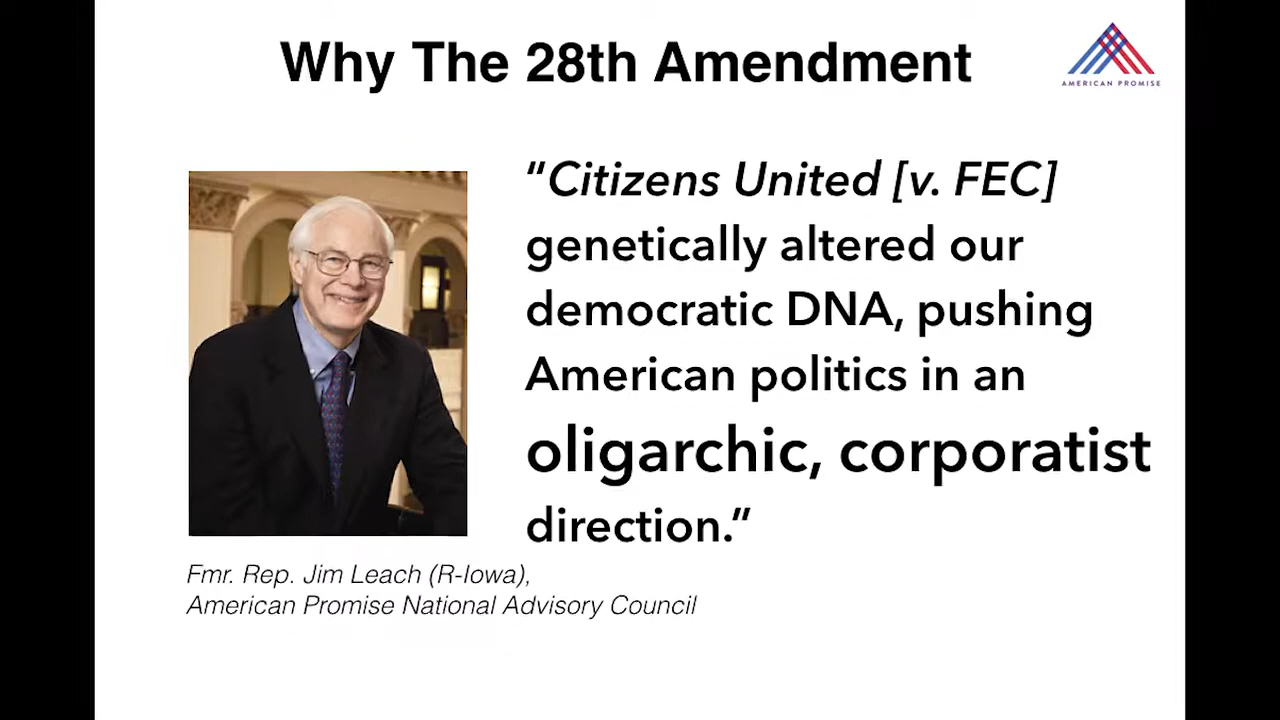 Why The 28th Amendment
AMERICAN PROMISE
“Citizens United [v. FEC]
genetically altered our
democratic DNA, pushing
American politics in an
oligarchic, corporatist
direction.”
Fmr. Rep. Jim Leach (R-Iowa),
American Promise National Advisory Council